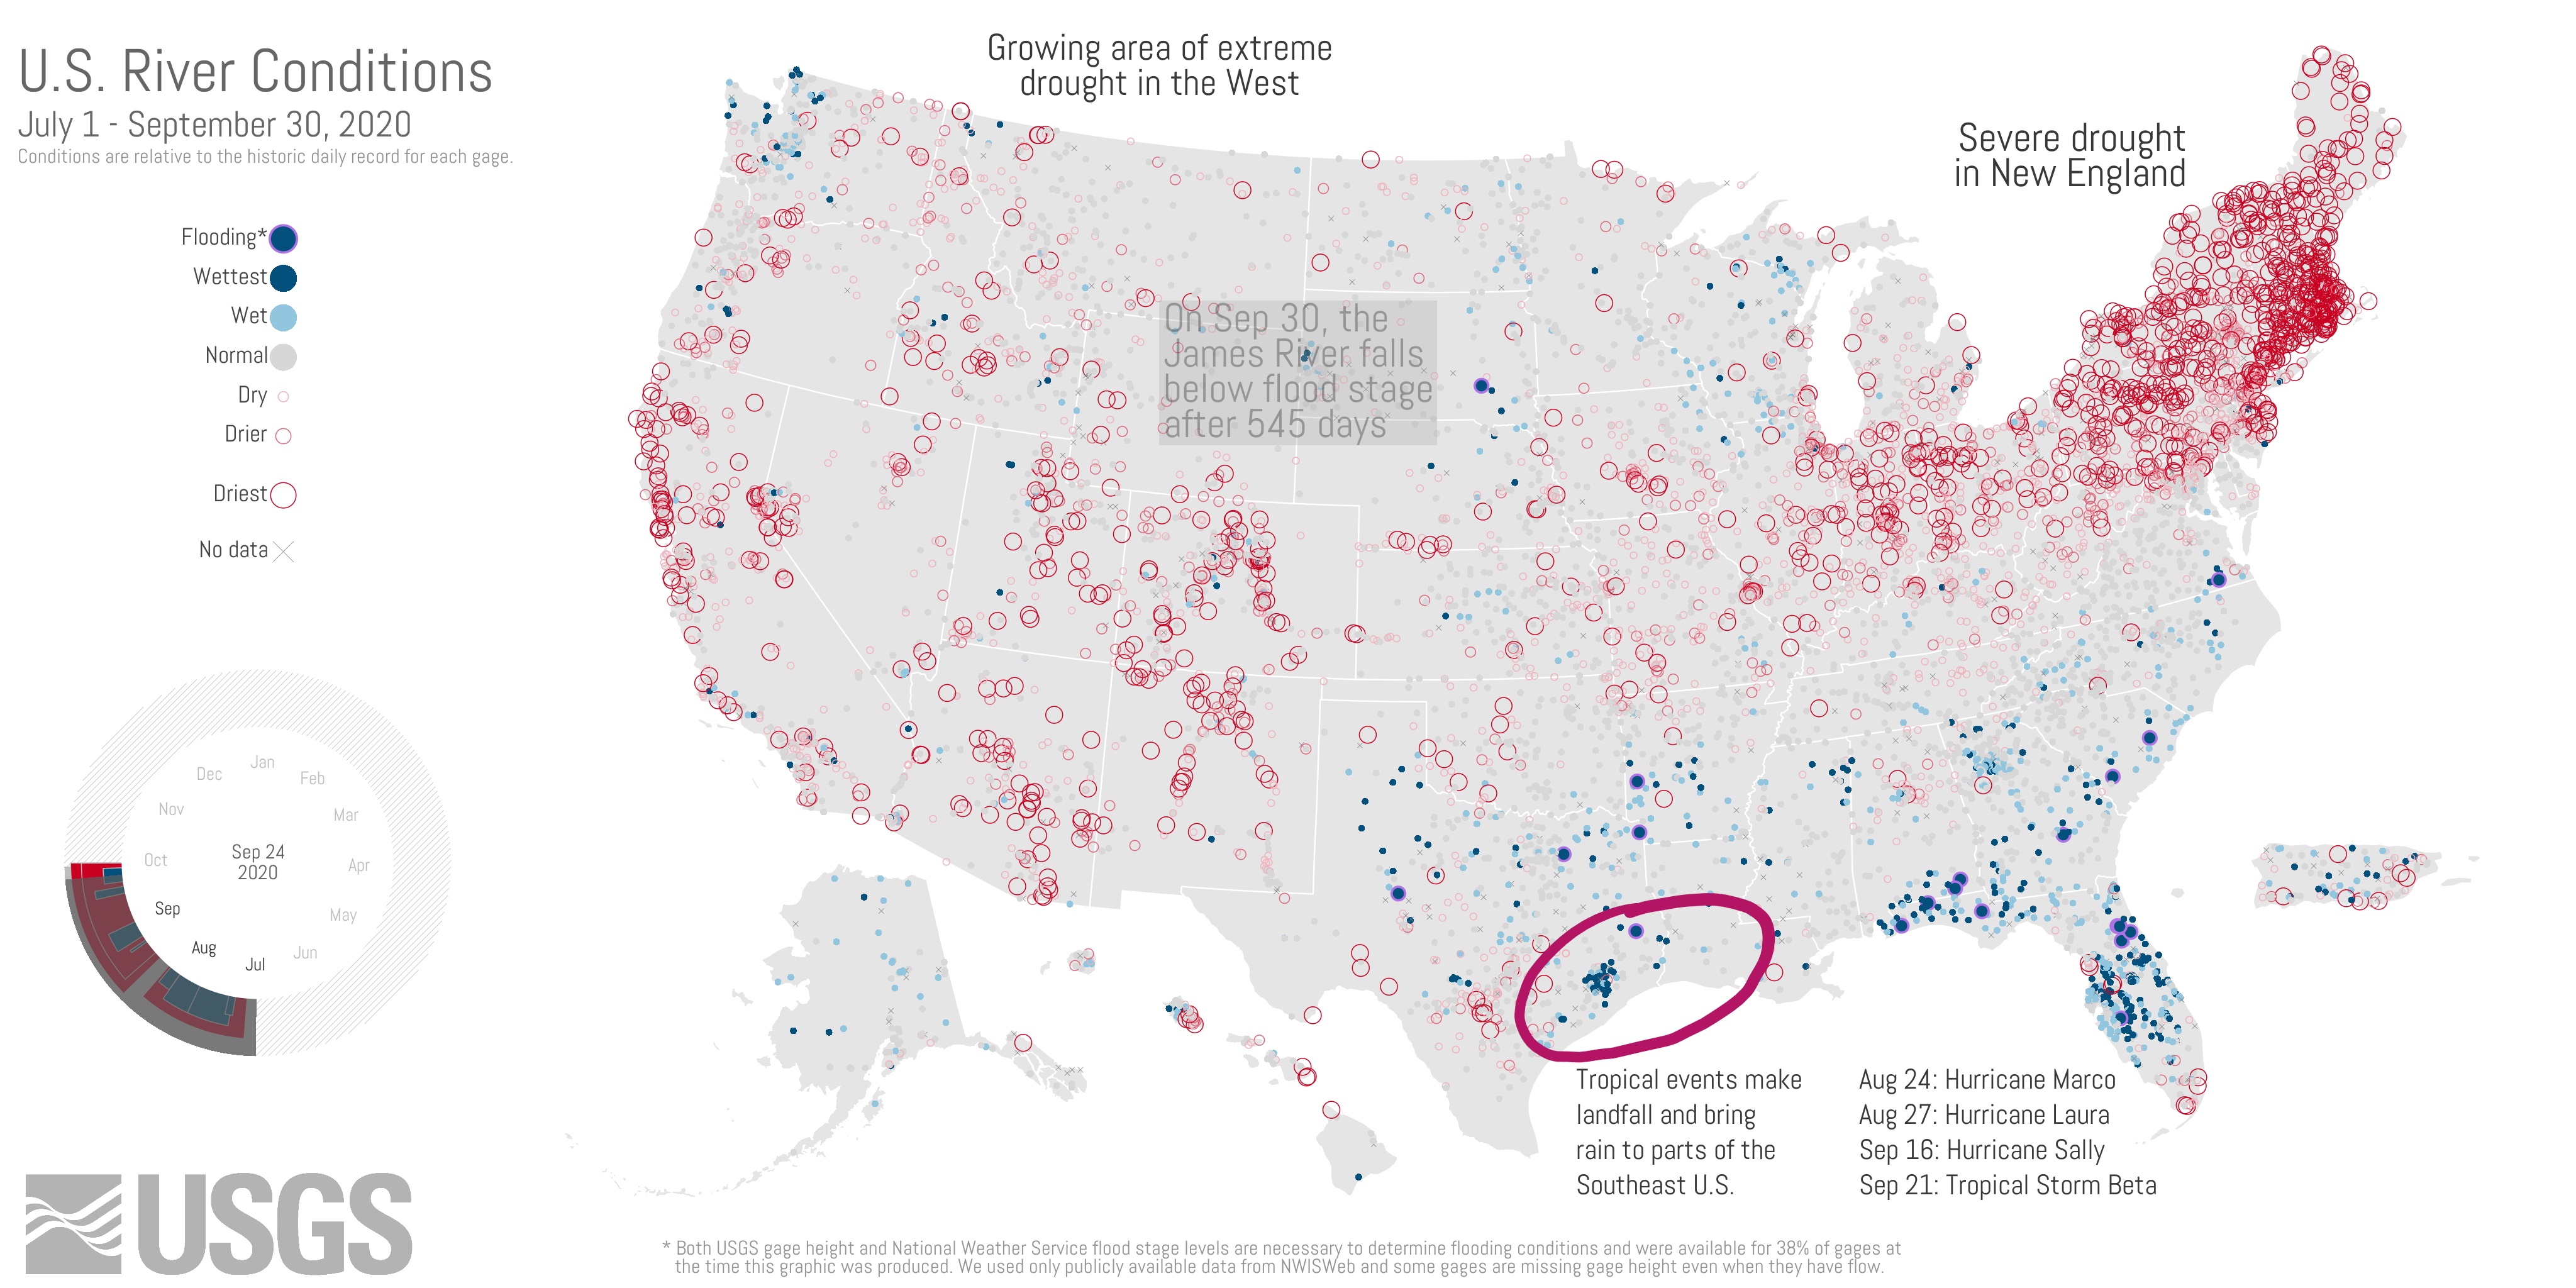 U.S. River Conditions
July 1 - September 30, 2020
Conditions are relative to the historic daily record for each gage.
Flooding*
Wettest
Wet
Normal
Dry
Drier
Driest
No data
Growing area of extreme
drought in the West
Severe drought
in New England
On Sep 30, the
James River falls
below flood stage
after 545 days
Jan
Feb
Mar
Apr
May
Jun
Jul
Aug
Sep
Oct
Nov
Dec
Sep 24
2020
Tropical events make
landfall and bring
rain to parts of the
Southeast U.S.
Aug 24: Hurricane Marco
Aug 27: Hurricane Laura
Sep 16: Hurricane Sally
Sep 21: Tropical Storm Beta
USGS
* Both USGS gage height and National Weather Service flood stage levels are necessary to determine flooding conditions and were available for 38% of gages at
the time this graphic was produced. We used only publicly available data from NWISWeb and some gages are missing gage height even when they have flow.